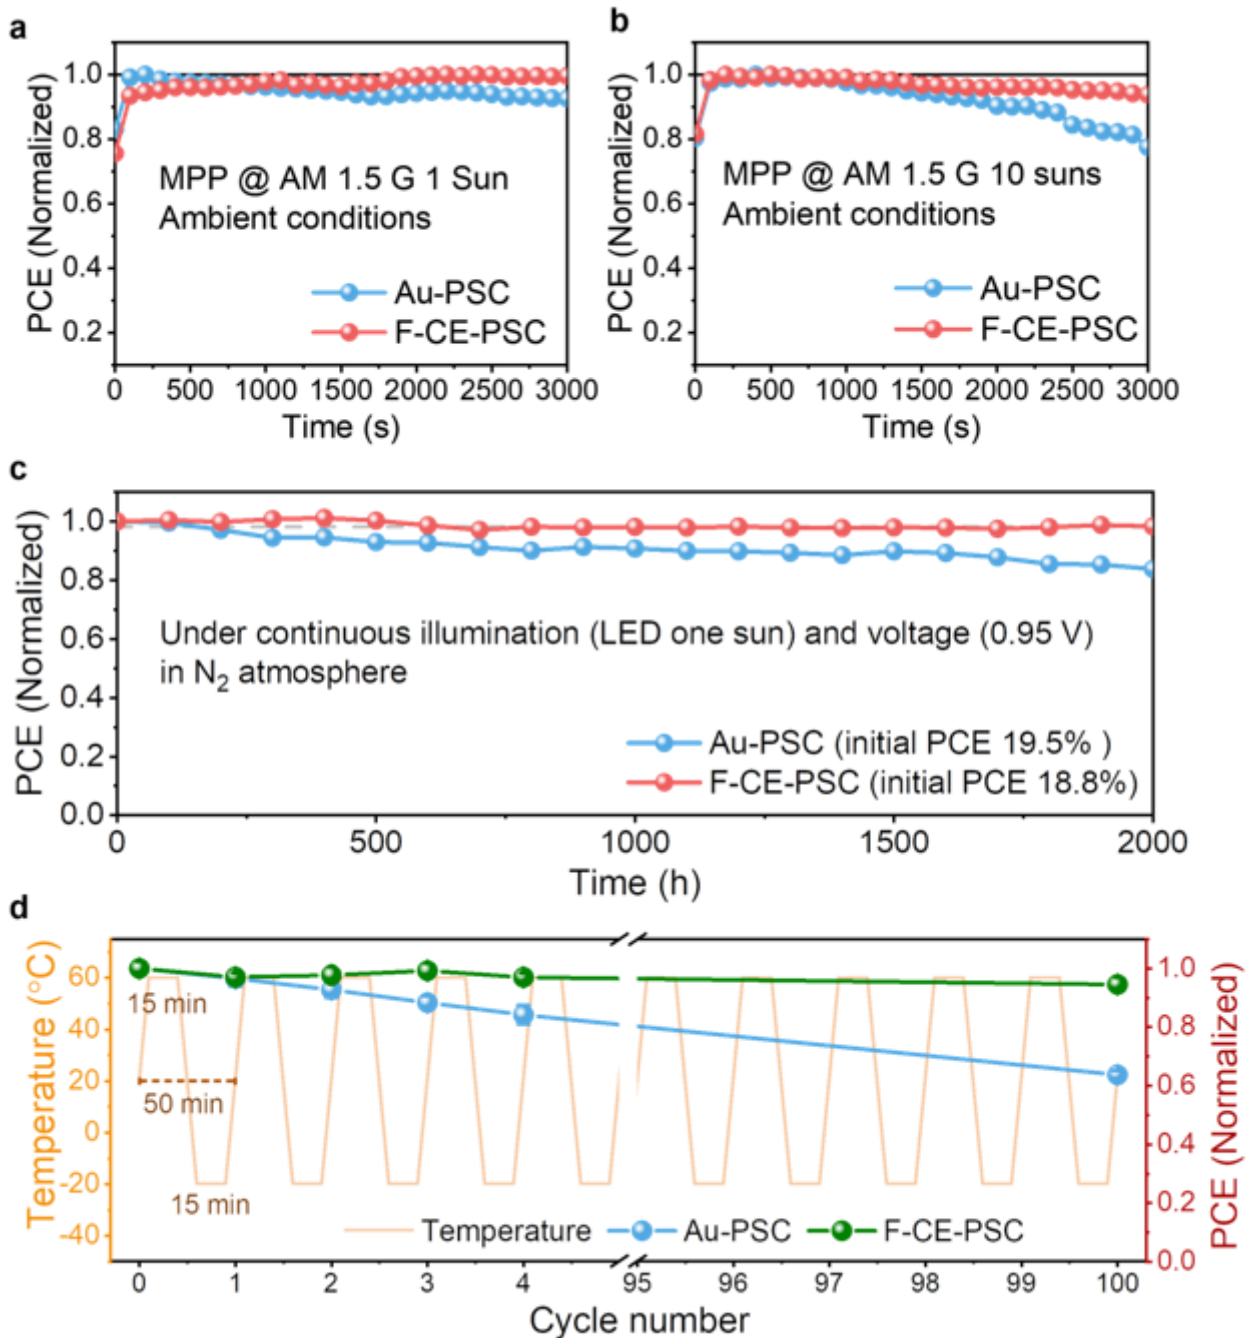 a
PCE (Normalized)
1.0
0.8
0.6
0.4
0.2
MPP @ AM 1.5 G 1 Sun
Ambient conditions
Au-PSC
F-CE-PSC
0 500 1000 1500 2000 2500 3000
Time (s)
b
PCE (Normalized)
1.0
0.8
0.6
0.4
0.2
MPP @ AM 1.5 G 10 suns
Ambient conditions
Au-PSC
F-CE-PSC
0 500 1000 1500 2000 2500 3000
Time (s)
c
PCE (Normalized)
1.0
0.8
0.6
0.4
0.2
0.0
Under continuous illumination (LED one sun) and voltage (0.95 V)
in N₂ atmosphere
Au-PSC (initial PCE 19.5% )
F-CE-PSC (initial PCE 18.8%)
0 500 1000 1500 2000
Time (h)
d
Temperature (°C)
60
40
20
0
-20
-40
15 min
50 min
15 min
Temperature Au-PSC F-CE-PSC
PCE (Normalized)
1.0
0.8
0.6
0.4
0.2
0.0
0 1 2 3 4 95 96 97 98 99 100
Cycle number